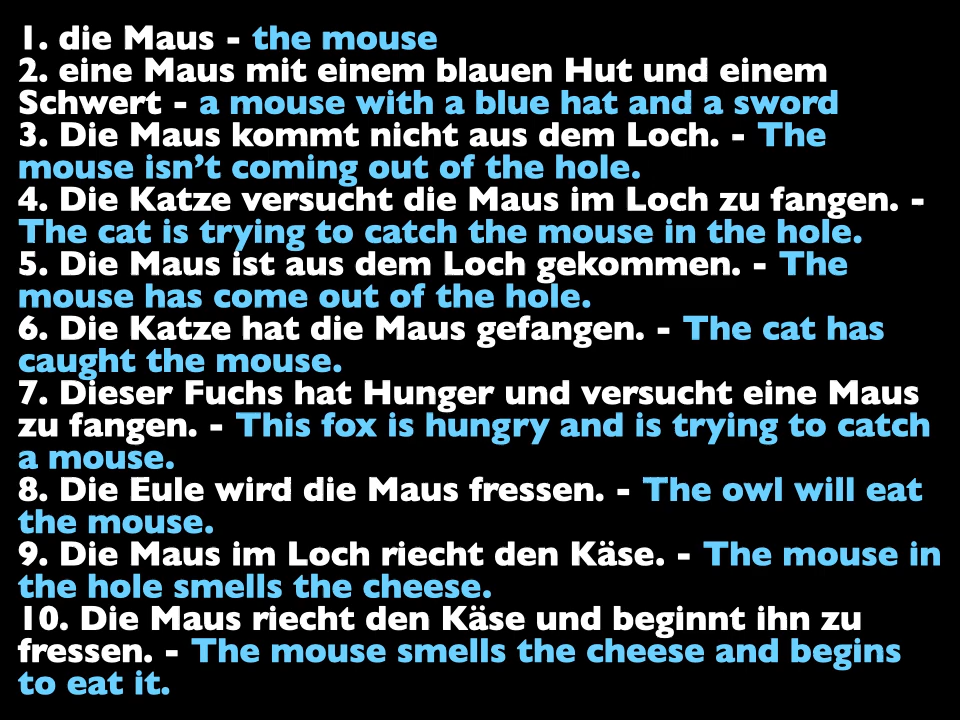 1. die Maus - the mouse
2. eine Maus mit einem blauen Hut und einem
Schwert - a mouse with a blue hat and a sword
3. Die Maus kommt nicht aus dem Loch. - The
mouse isn’t coming out of the hole.
4. Die Katze versucht die Maus im Loch zu fangen. -
The cat is trying to catch the mouse in the hole.
5. Die Maus ist aus dem Loch gekommen. - The
mouse has come out of the hole.
6. Die Katze hat die Maus gefangen. - The cat has
caught the mouse.
7. Dieser Fuchs hat Hunger und versucht eine Maus
zu fangen. - This fox is hungry and is trying to catch
a mouse.
8. Die Eule wird die Maus fressen. - The owl will eat
the mouse.
9. Die Maus im Loch riecht den Käse. - The mouse in
the hole smells the cheese.
10. Die Maus riecht den Käse und beginnt ihn zu
fressen. - The mouse smells the cheese and begins
to eat it.